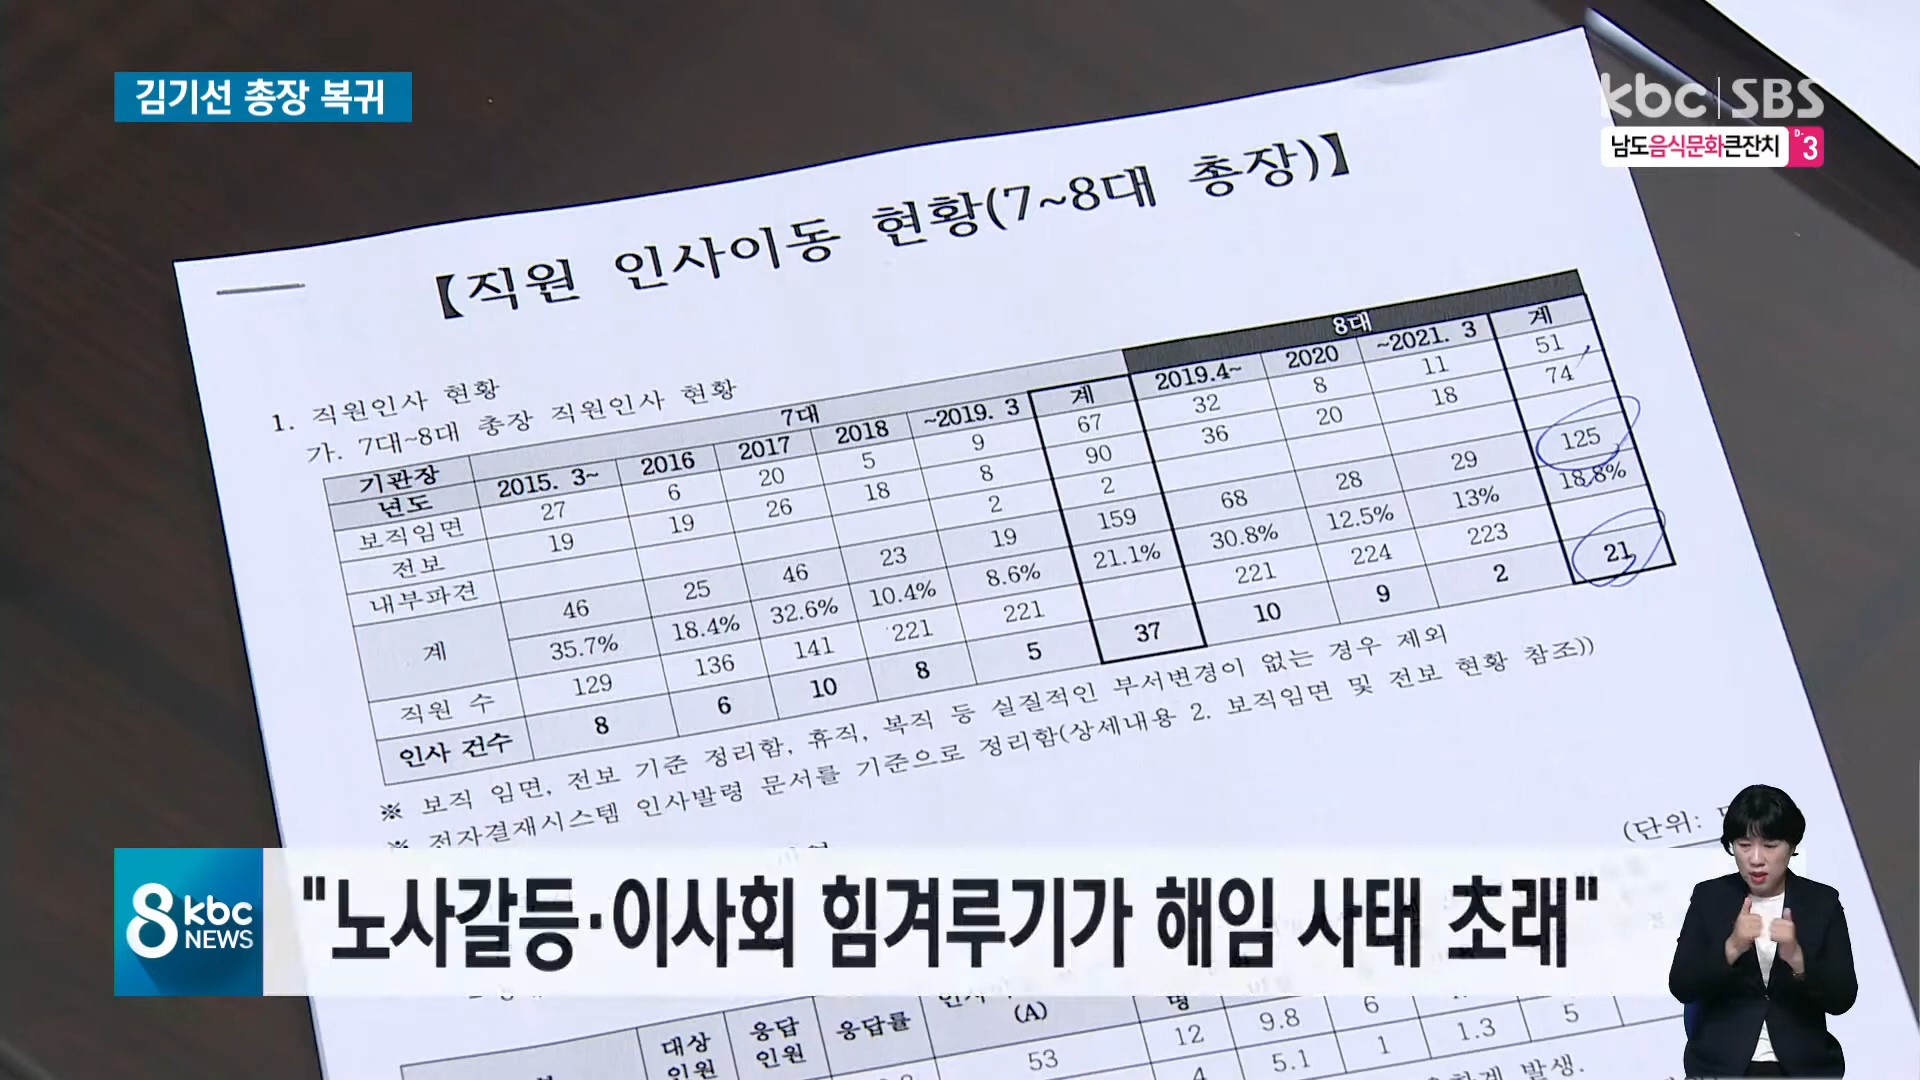 김기선 총장 복귀
kbc SBS
남도음식문화큰잔치 D-3
【직원 인사이동 현황(7~8대 총장)】
1. 직원인사 현황
가. 7대~8대 총장 직원인사 현황
기관장 7대 계 8대 계
년도 2015. 3~ 2016 2017 2018 ~2019. 3 2019.4~ 2020 ~2021. 3
보직임면 27 6 20 5 9 67 32 8 11 51
전보 19 19 26 18 8 90 36 20 18 74
내부파견 2 2
계 46 25 46 23 19 159 68 28 29 125
35.7% 18.4% 32.6% 10.4% 8.6% 21.1% 30.8% 12.5% 13% 18.8%
직원 수 129 136 141 221 221 221 224 223
인사 건수 8 6 10 8 5 37 10 9 2 21
※ 보직 임면, 전보 기준 정리함, 휴직, 복직 등 실질적인 부서변경이 없는 경우 제외
※ 전자결재시스템 인사발령 문서를 기준으로 정리함(상세내용 2. 보직임면 및 전보 현황 참조))
(단위:
8 kbc NEWS
"노사갈등·이사회 힘겨루기가 해임 사태 초래"
대상 인원 응답 인원 응답률 (A) 명 12 9.8 6
53 4 5.1 1 1.3 5
발생.